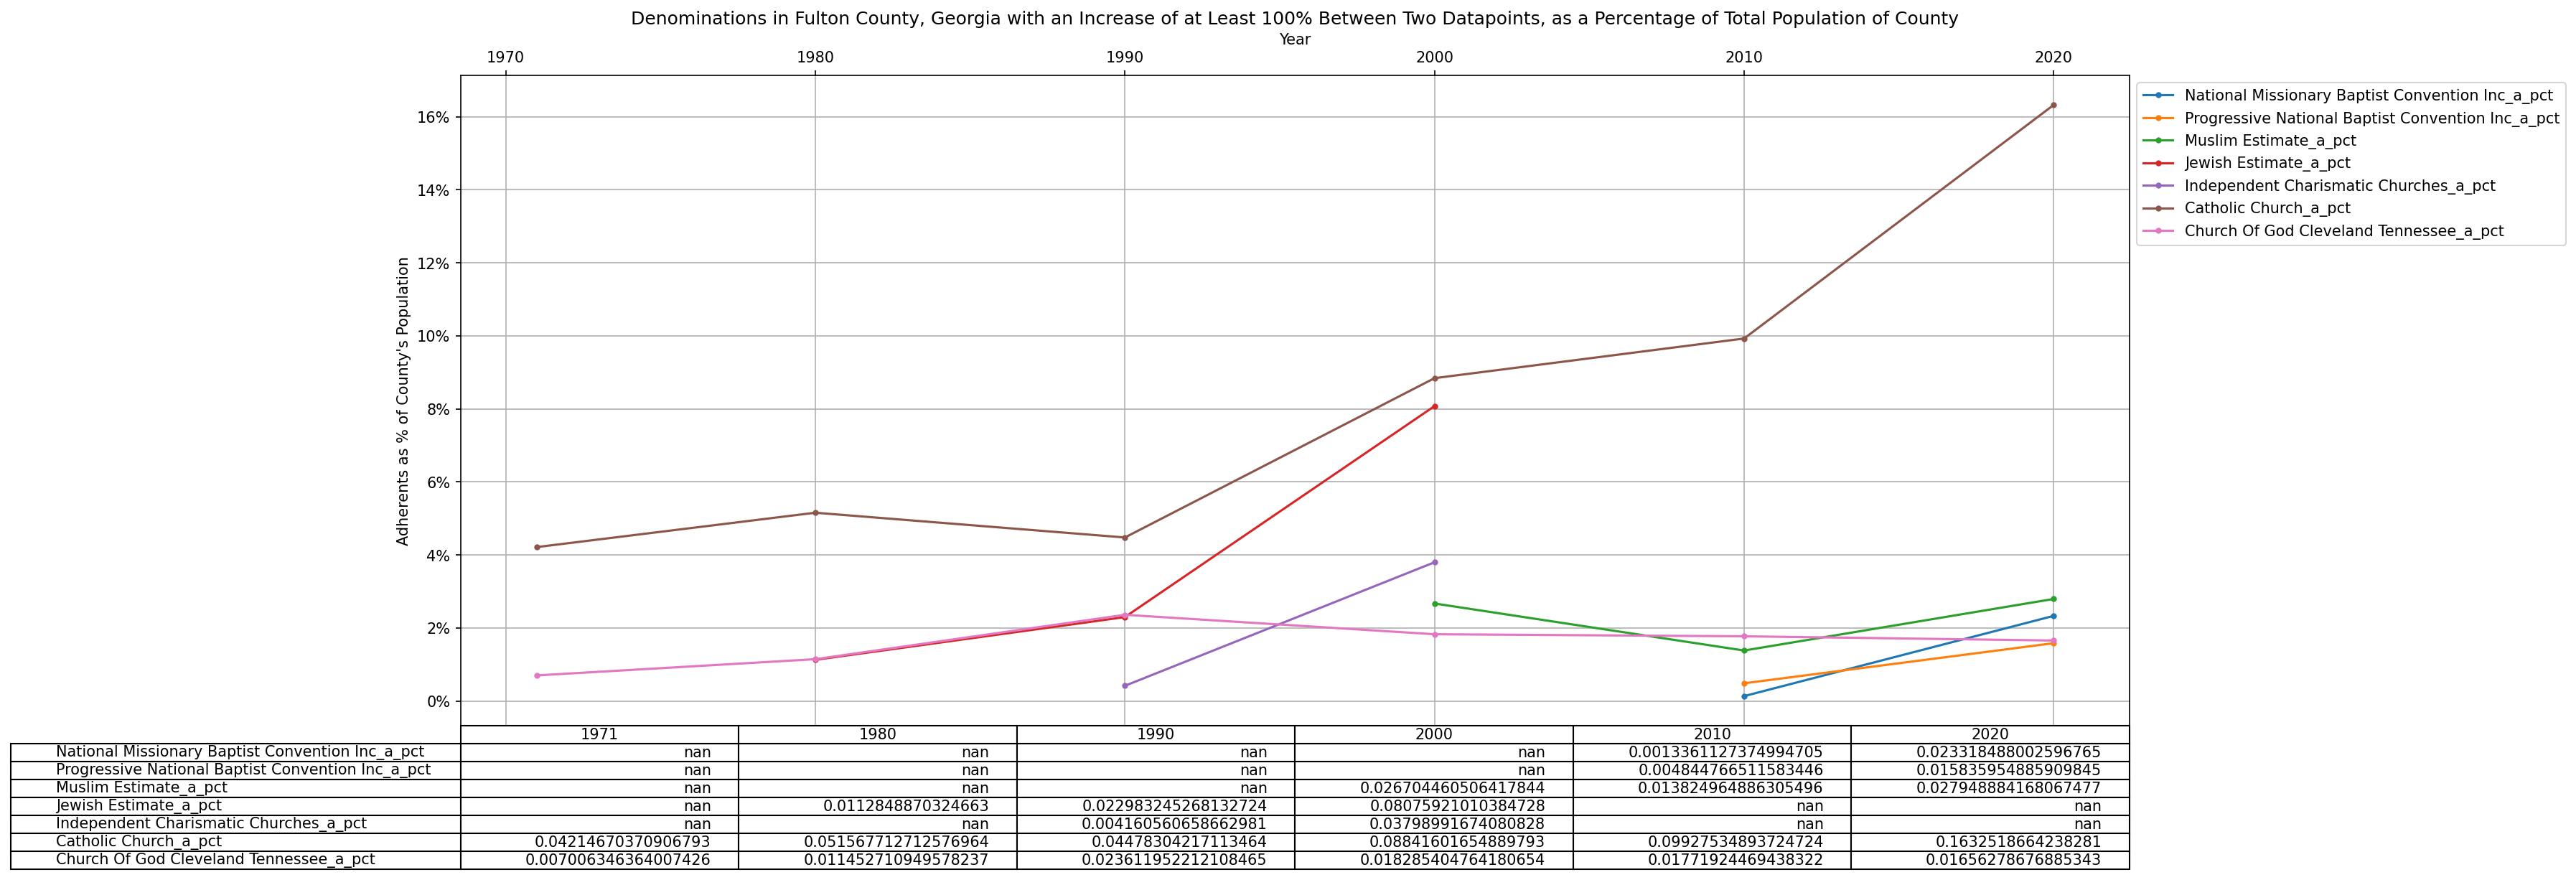 Denominations in Fulton County, Georgia with an Increase of at Least 100% Between Two Datapoints, as a Percentage of Total Population of County
Year
1970 1980 1990 2000 2010 2020
16%
14%
12%
10%
8%
6%
4%
2%
0%
Adherents as % of County's Population
National Missionary Baptist Convention Inc_a_pct
Progressive National Baptist Convention Inc_a_pct
Muslim Estimate_a_pct
Jewish Estimate_a_pct
Independent Charismatic Churches_a_pct
Catholic Church_a_pct
Church Of God Cleveland Tennessee_a_pct
1971 1980 1990 2000 2010 2020
National Missionary Baptist Convention Inc_a_pct nan nan nan nan 0.0013361127374994705 0.023318488002596765
Progressive National Baptist Convention Inc_a_pct nan nan nan nan 0.004844766511583446 0.015835954885909845
Muslim Estimate_a_pct nan nan nan 0.026704460506417844 0.013824964886305496 0.027948884168067477
Jewish Estimate_a_pct nan 0.0112848870324663 0.022983245268132724 0.08075921010384728 nan nan
Independent Charismatic Churches_a_pct nan nan 0.004160560658662981 0.03798991674080828 nan nan
Catholic Church_a_pct 0.04214670370906793 0.051567712712576964 0.04478304217113464 0.08841601654889793 0.09927534893724724 0.1632518664238281
Church Of God Cleveland Tennessee_a_pct 0.007006346364007426 0.011452710949578237 0.023611952212108465 0.018285404764180654 0.01771924469438322 0.01656278676885343